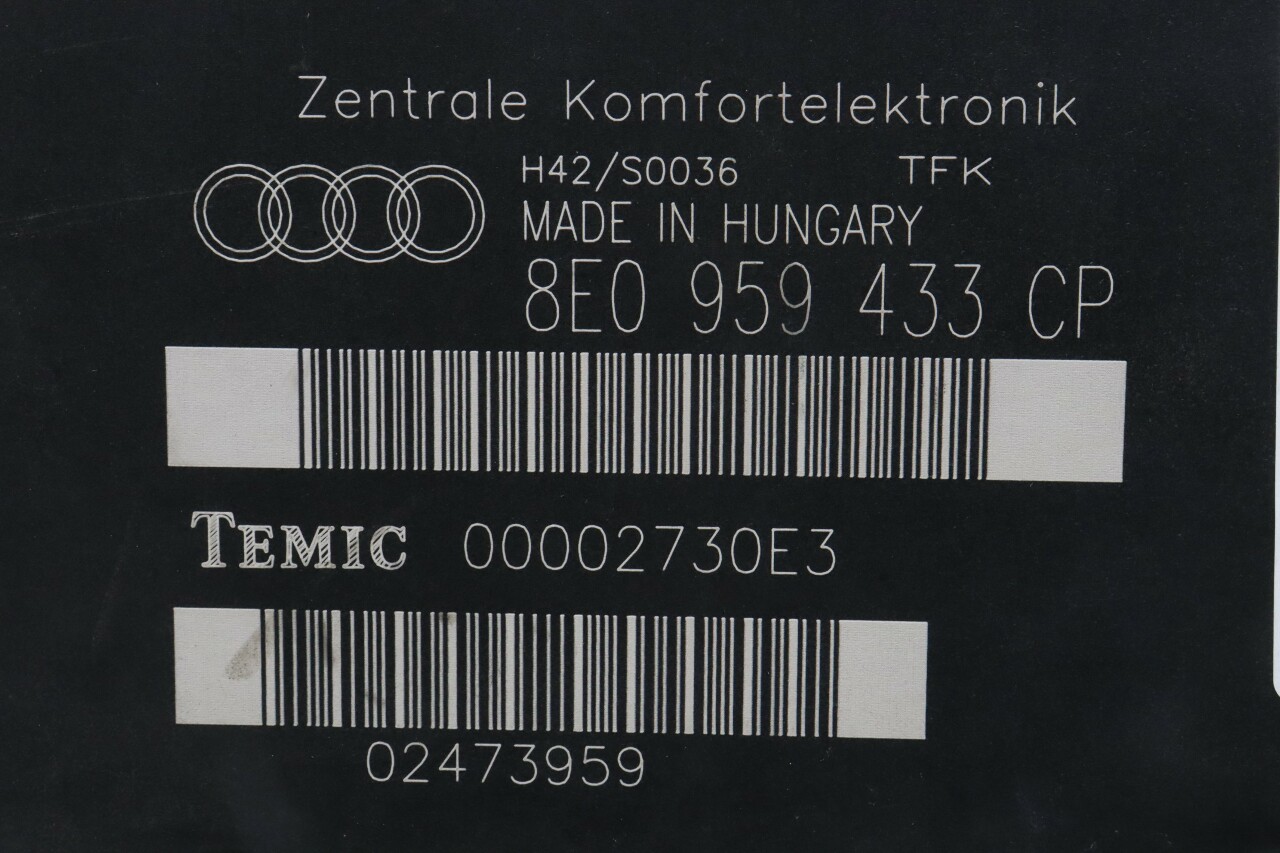 Zentrale Komfortelektronik
H42/S0036 TFK
MADE IN HUNGARY
8E0 959 433 CP
TEMIC 00002730E3
02473959